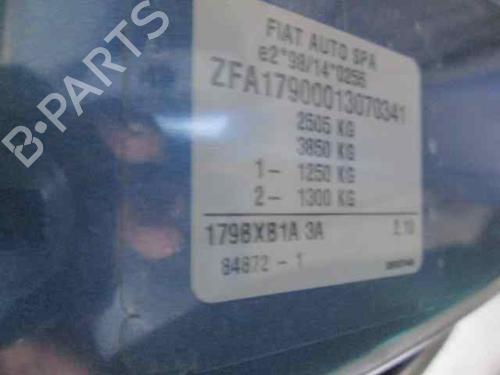 FIAT AUTO SPA
e2*98/14*0256
ZFA17900013070341
2505 KG
3850 KG
1- 1250 KG
2- 1300 KG
179BXB1A 3A 2.10
84872-1
B-PARTS